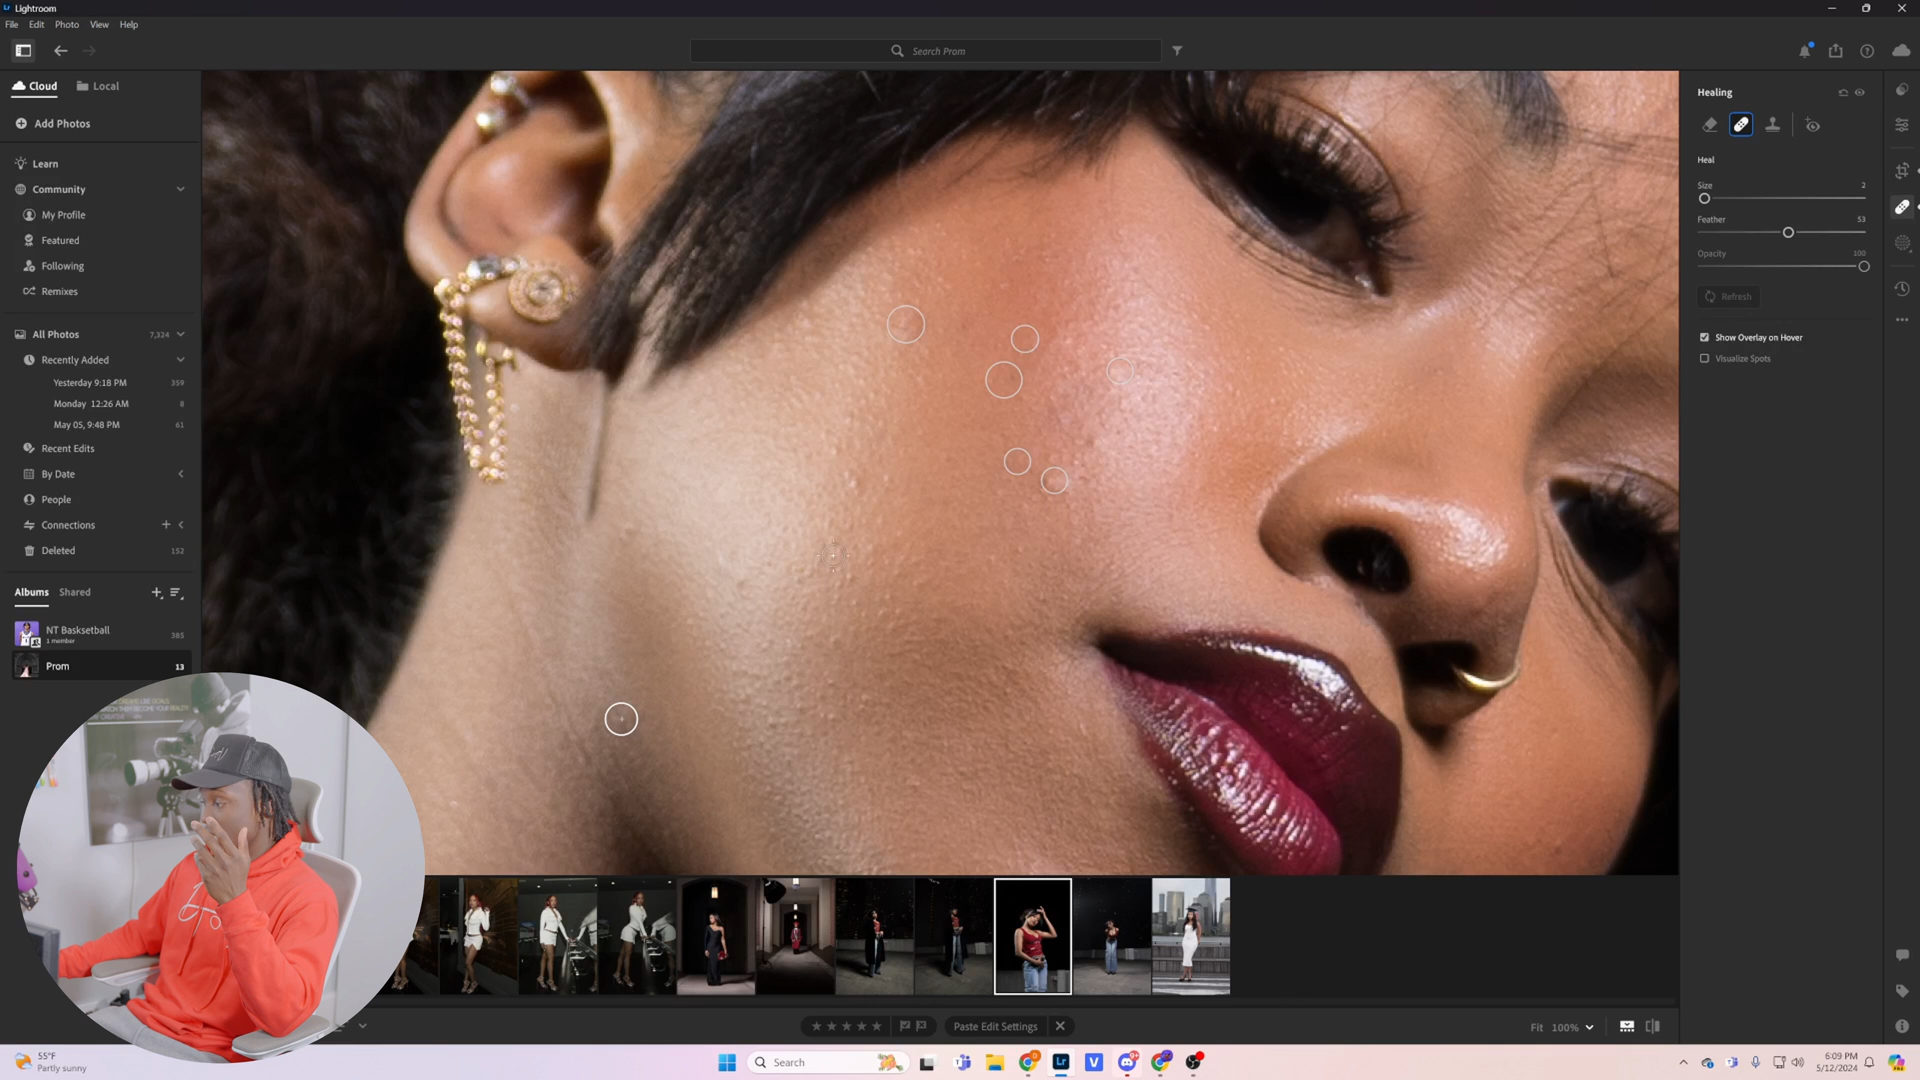 Lightroom
File Edit Photo View Help
Search Prom
Cloud Local
Add Photos
Learn
Community
My Profile
Featured
Following
Remixes
All Photos 7,324
Recently Added
Yesterday 9:18 PM 359
Monday 12:26 AM 8
May 05, 9:48 PM 61
Recent Edits
By Date
People
Connections
Deleted 152
Albums Shared
NT Basksetball 385
1 member
Prom 13
Healing
Heal
Size 2
Feather 53
Opacity 100
Refresh
Show Overlay on Hover
Visualize Spots
Paste Edit Settings
Fit 100%
55°F
Partly sunny
Search
6:09 PM
5/12/2024